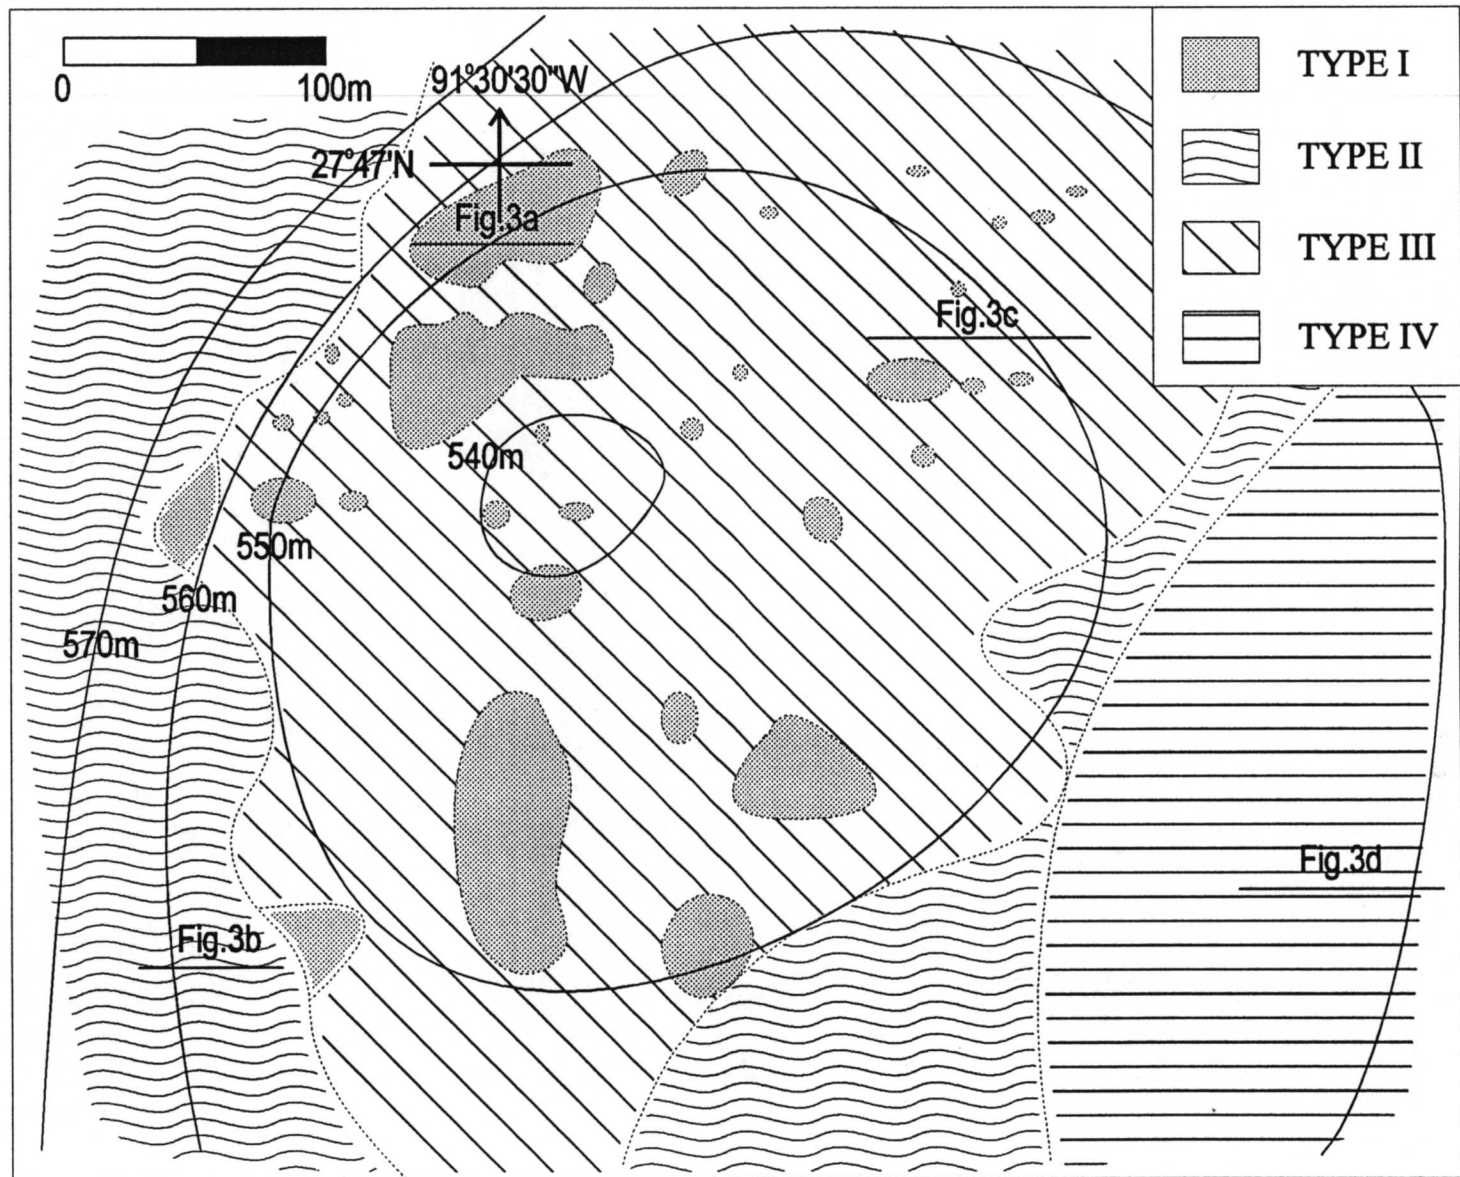 0 100m
91°30'30"W
27°47'N
Fig.3a
Fig.3c
540m
550m
560m
570m
Fig.3b
Fig.3d
TYPE I
TYPE II
TYPE III
TYPE IV